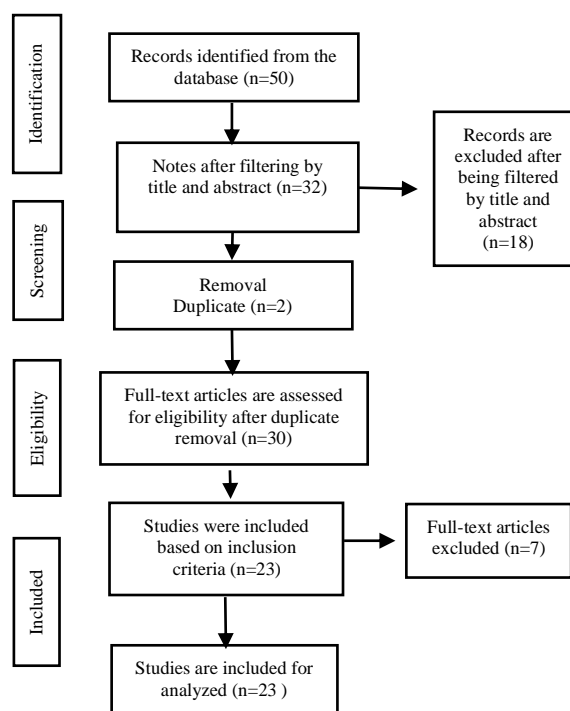 Identification
Records identified from the
database (n=50)
Notes after filtering by
title and abstract (n=32)
Records are
excluded after
being filtered
by title and
abstract
(n=18)
Screening
Removal
Duplicate (n=2)
Eligibility
Full-text articles are assessed
for eligibility after duplicate
removal (n=30)
Studies were included
based on inclusion
criteria (n=23)
Full-text articles
excluded (n=7)
Included
Studies are included for
analyzed (n=23 )